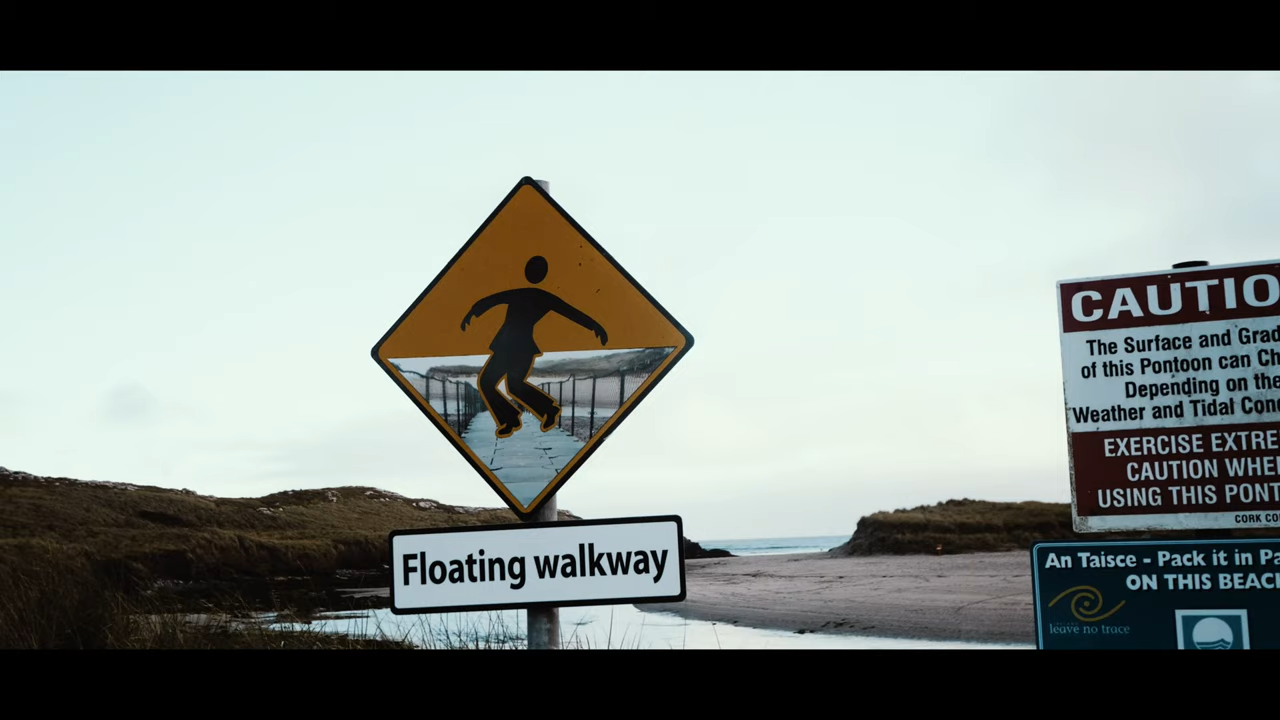 Floating walkway
CAUTIO
The Surface and Grad
of this Pontoon can Ch
Depending on the
Weather and Tidal Con
EXERCISE EXTRE
CAUTION WHE
USING THIS PONT
CORK CO
An Taisce - Pack it in Pa
ON THIS BEAC
leave no trace